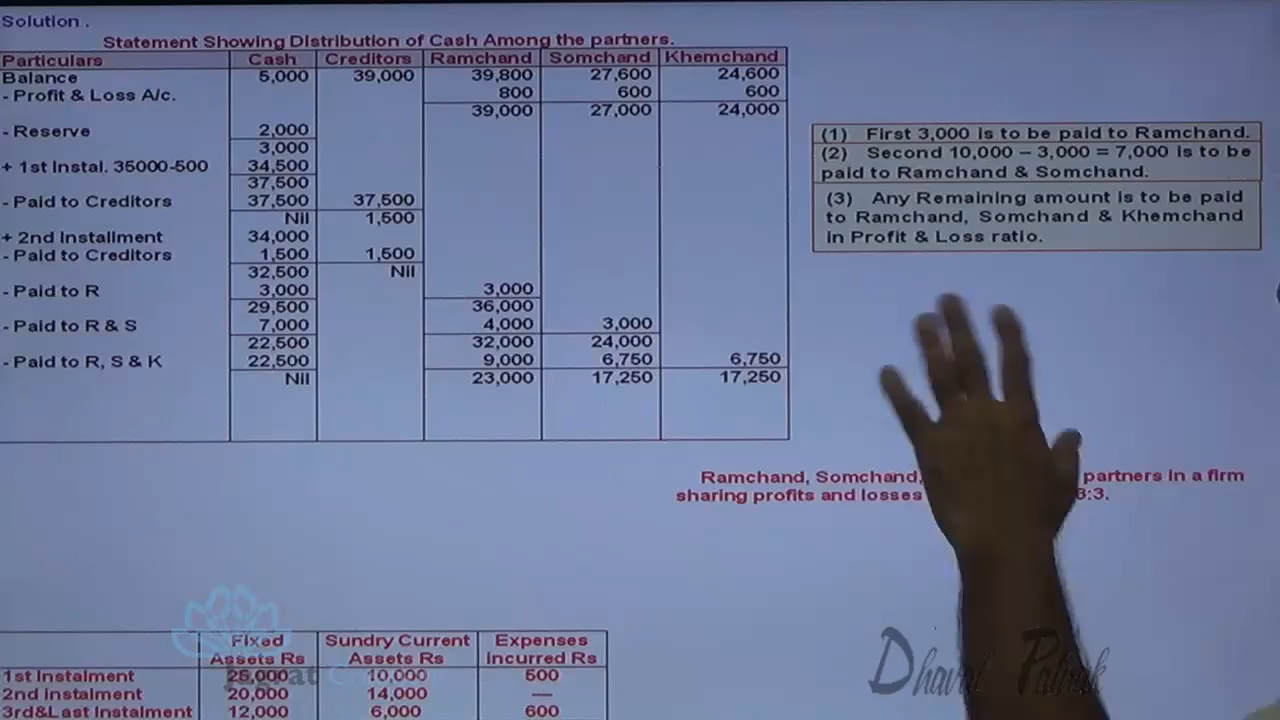 Solution .
Statement Showing Distribution of Cash Among the partners.
Particulars Cash Creditors Ramchand Somchand Khemchand
Balance 5,000 39,000 39,800 27,600 24,600
- Profit & Loss A/c. 800 600 600
39,000 27,000 24,000
- Reserve 2,000
3,000
+ 1st Instal. 35000-500 34,500
37,500
- Paid to Creditors 37,500 37,500
Nil 1,500
+ 2nd Installment 34,000
- Paid to Creditors 1,500 1,500
32,500 Nil
- Paid to R 3,000 3,000
29,500 36,000
- Paid to R & S 7,000 4,000 3,000
22,500 32,000 24,000
- Paid to R, S & K 22,500 9,000 6,750 6,750
Nil 23,000 17,250 17,250
(1) First 3,000 is to be paid to Ramchand.
(2) Second 10,000 – 3,000 = 7,000 is to be
paid to Ramchand & Somchand.
(3) Any Remaining amount is to be paid
to Ramchand, Somchand & Khemchand
in Profit & Loss ratio.
Ramchand, Somchand, partners in a firm
sharing profits and losses 3:3.
Fixed Sundry Current Expenses
Assets Rs Assets Rs Incurred Rs
1st Instalment 25,000 10,000 500
2nd instalment 20,000 14,000 —
3rd&Last Instalment 12,000 6,000 600
Jagrat
Dhaval Pathak